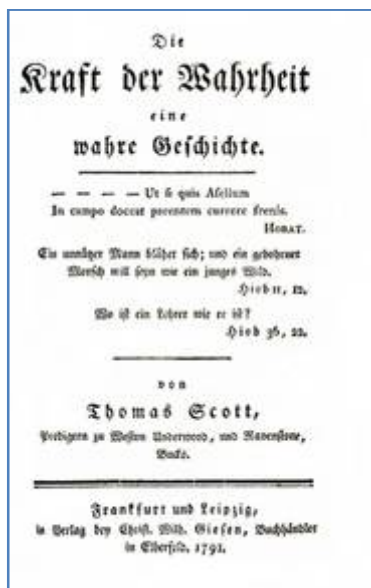 Die
Kraft der Wahrheit
eine
wahre Geschichte.
— — — — Ut si quis Asellum
In campo doceat parentem currere frenis.
HORAT.
Ein unnützer Mann blähet sich; und ein gebohrner
Mensch will seyn wie ein junges Wild.
Hiob 11, 12.
Wo ist ein Lehrer wie er ist?
Hiob 36, 22.
von
Thomas Scott,
Predigern zu Weston Underwood, und Ravenstone,
Bucks.
Frankfurt und Leipzig,
in Verlag bey Christ. Wilh. Giesen, Buchhändler
in Elberfeld. 1791.